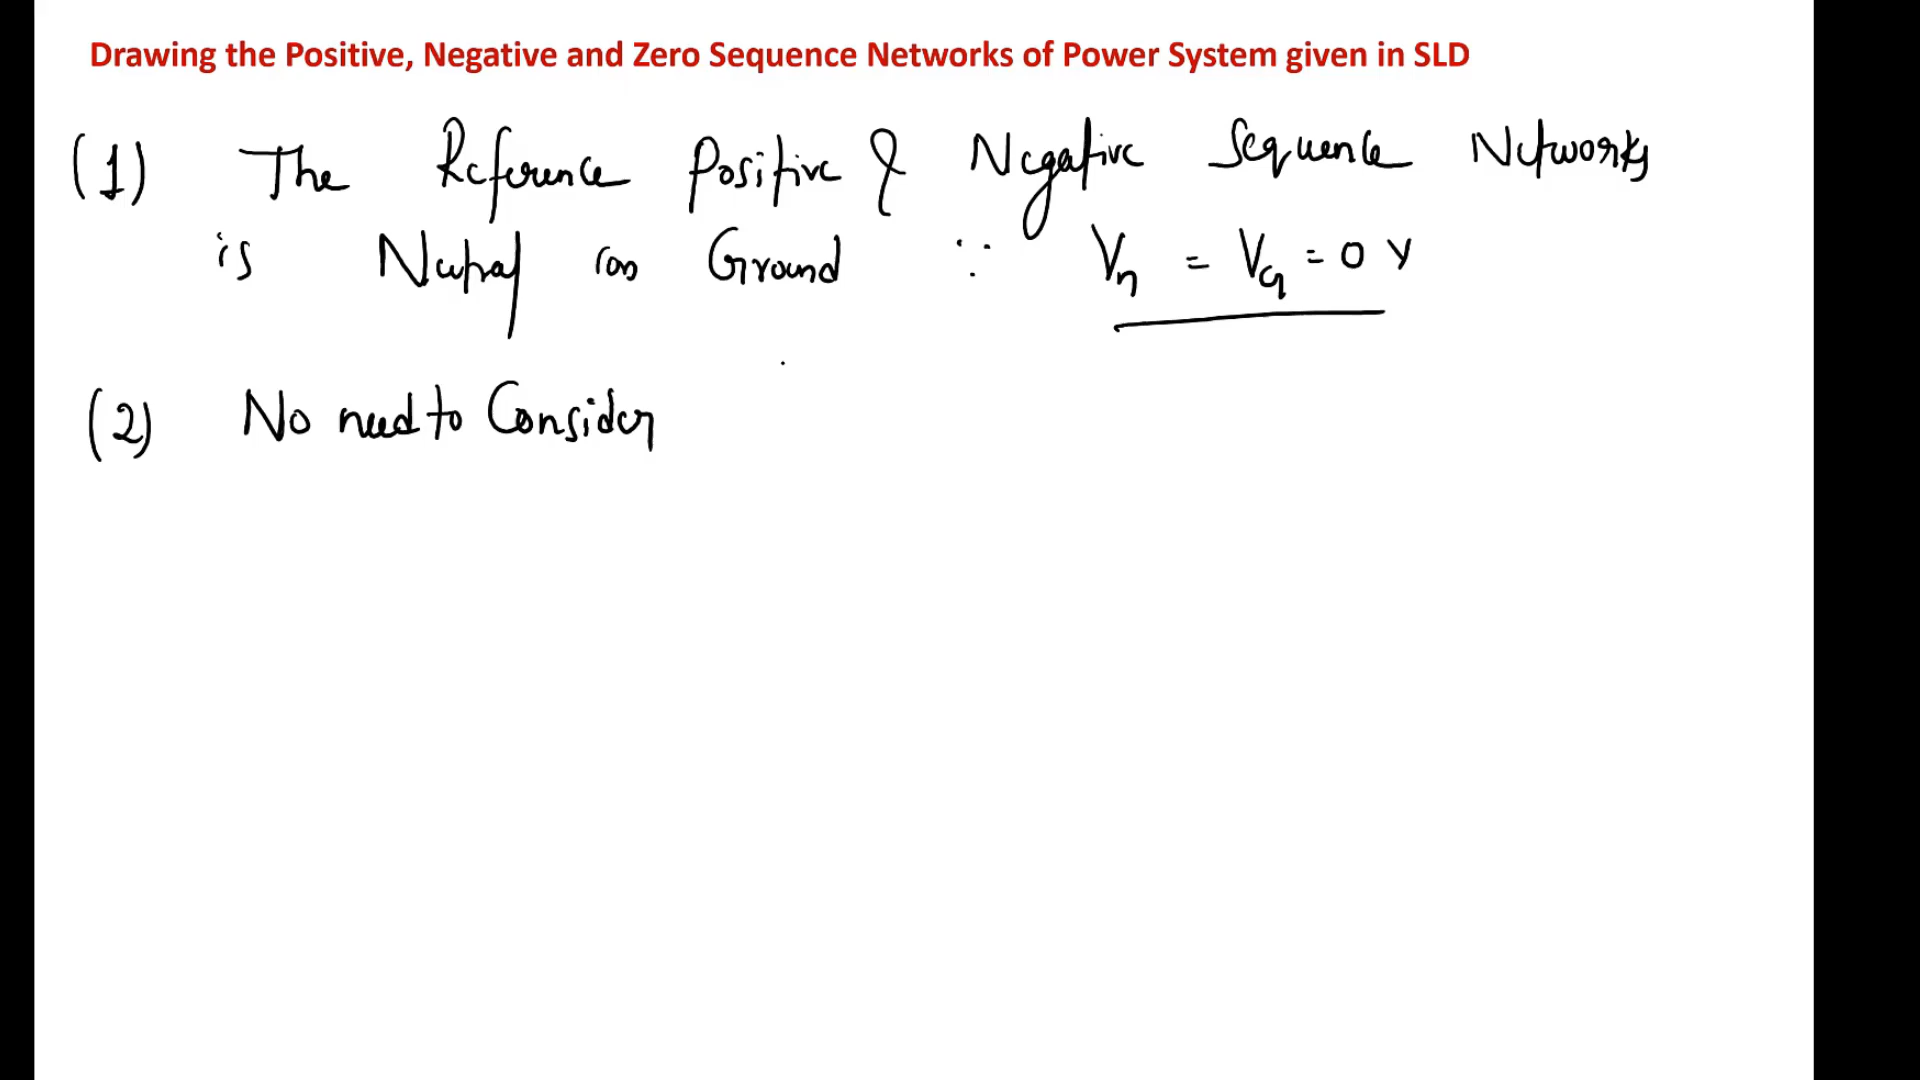 Drawing the Positive, Negative and Zero Sequence Networks of Power System given in SLD
(1) The Reference Positive & Negative Sequence Networks
is Neutral (or) Ground ∵ Vn = VG = 0 V
(2) No need to Consider